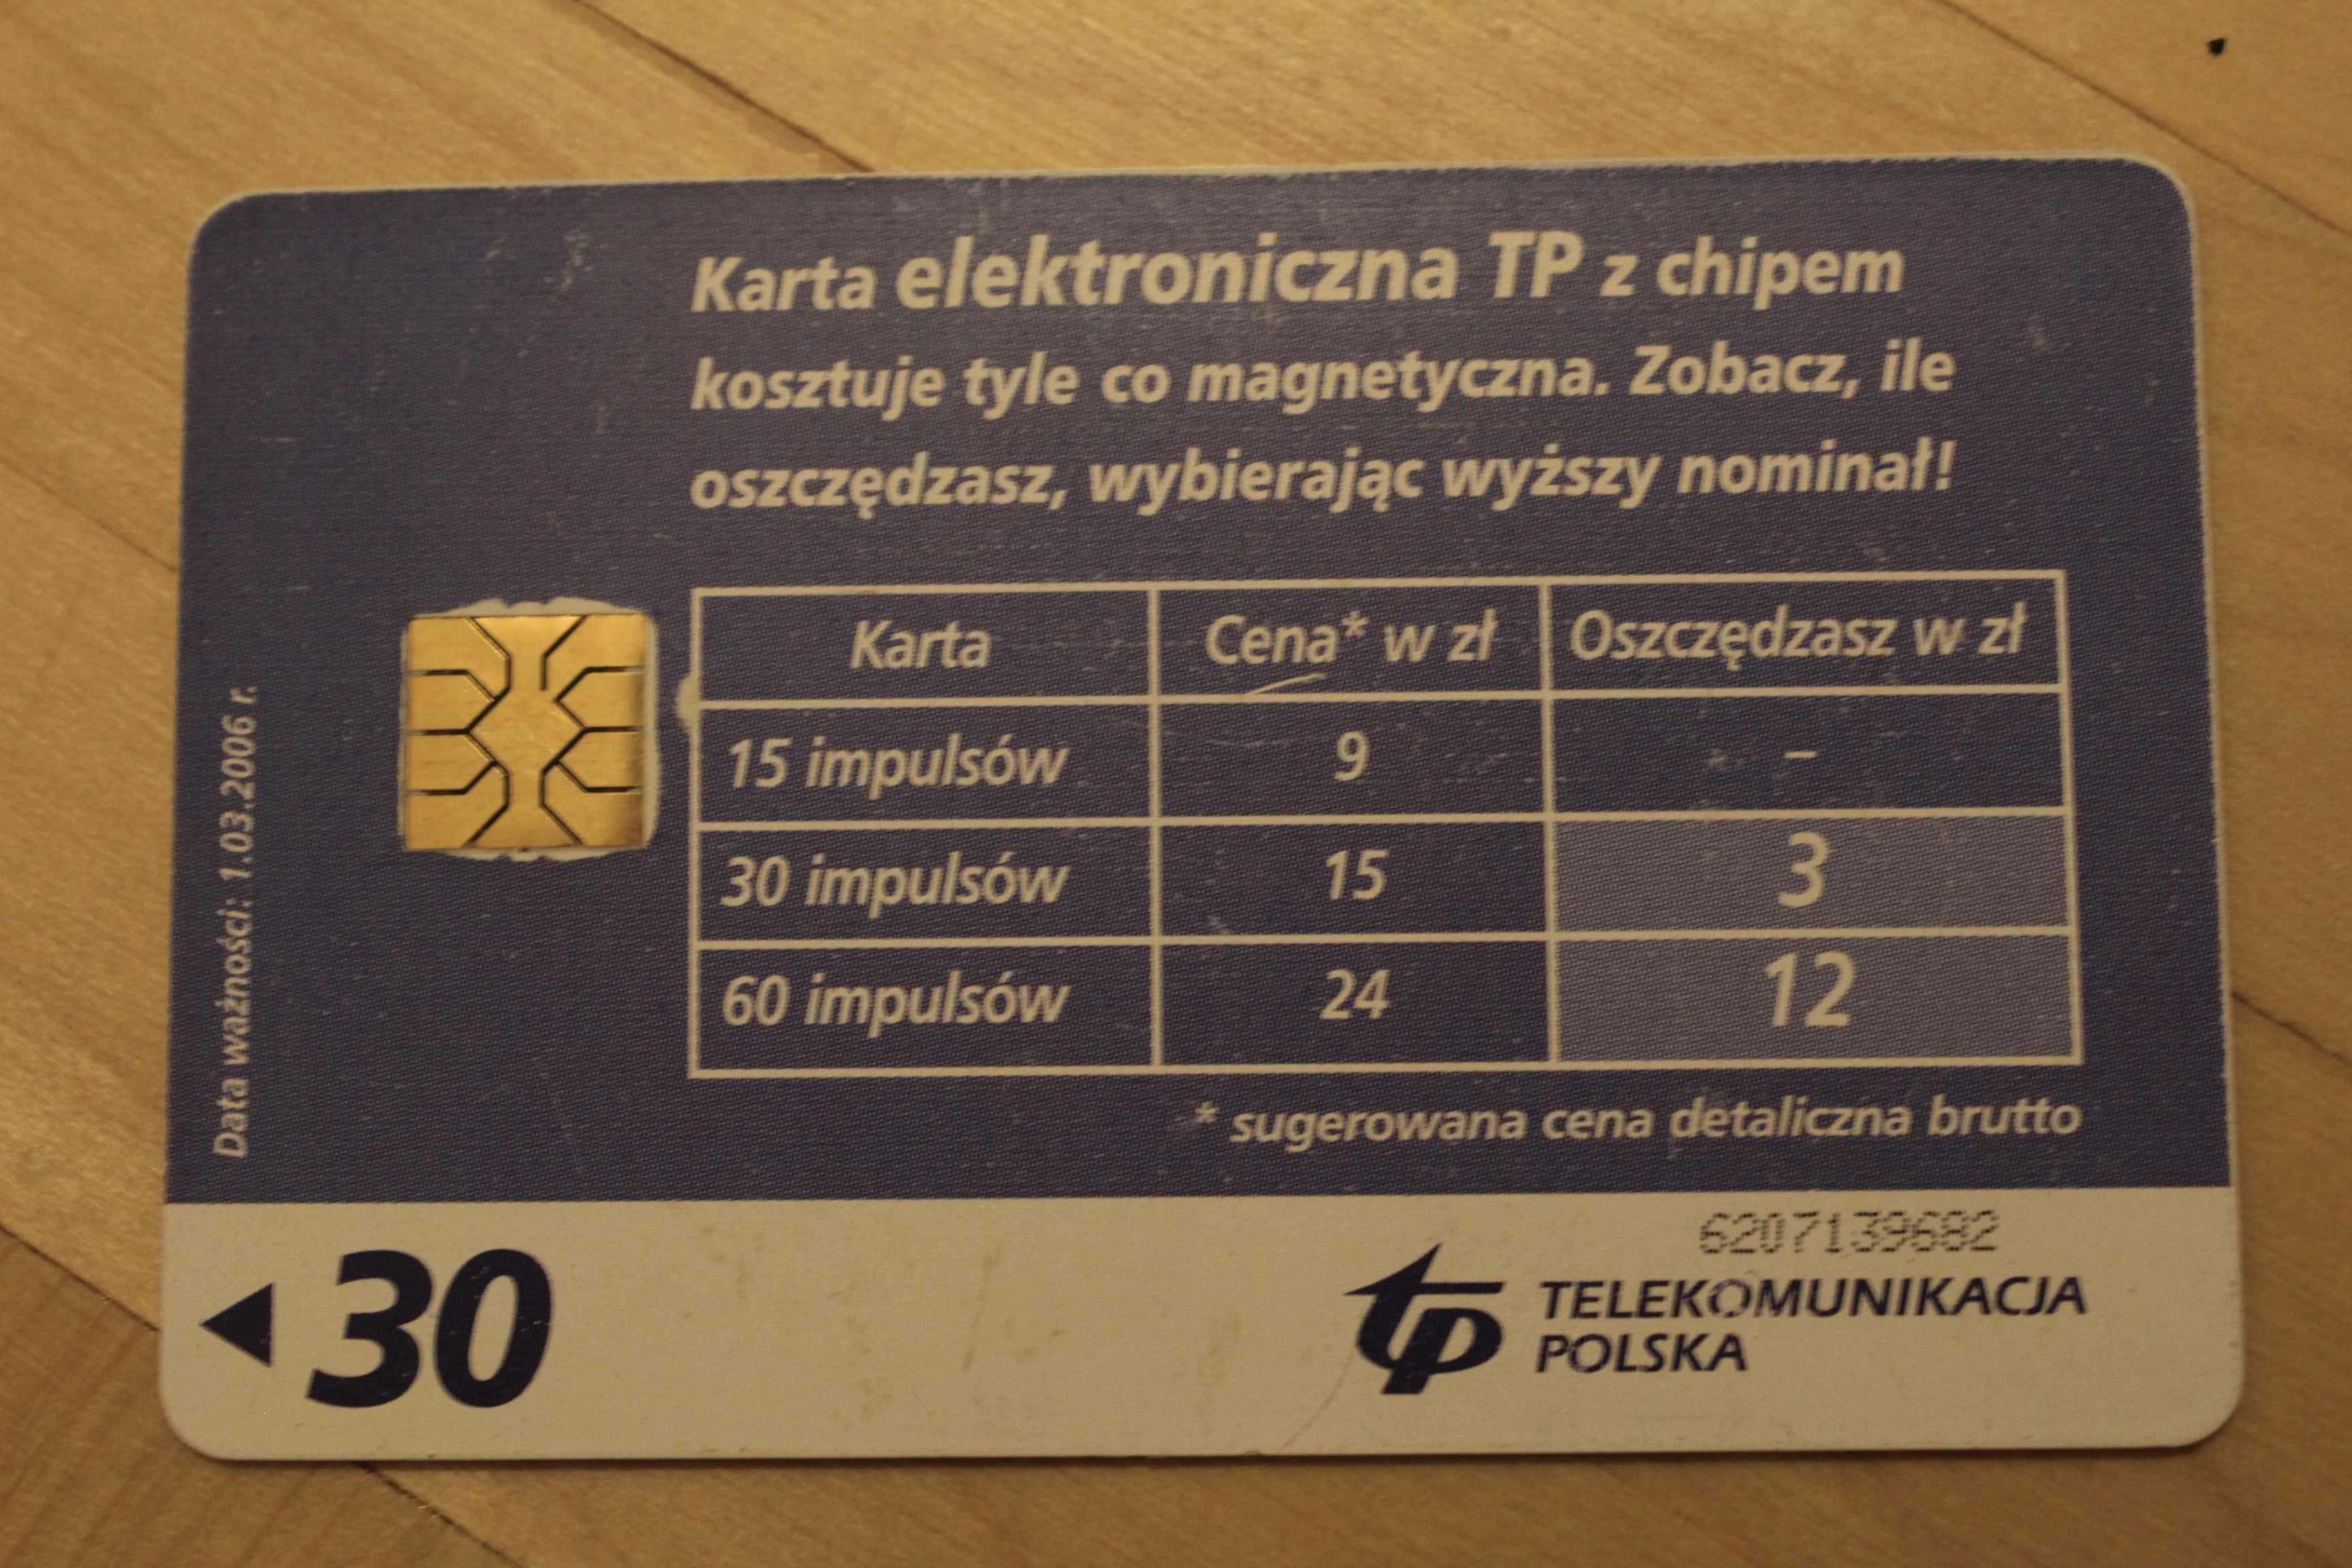 Karta elektroniczna TP z chipem
kosztuje tyle co magnetyczna. Zobacz, ile
oszczędzasz, wybierając wyższy nominał!
Karta Cena* w zł Oszczędzasz w zł
15 impulsów 9 –
30 impulsów 15 3
60 impulsów 24 12
* sugerowana cena detaliczna brutto
Data ważności: 1.03.2006 r.
30
6207139682
tp
TELEKOMUNIKACJA
POLSKA